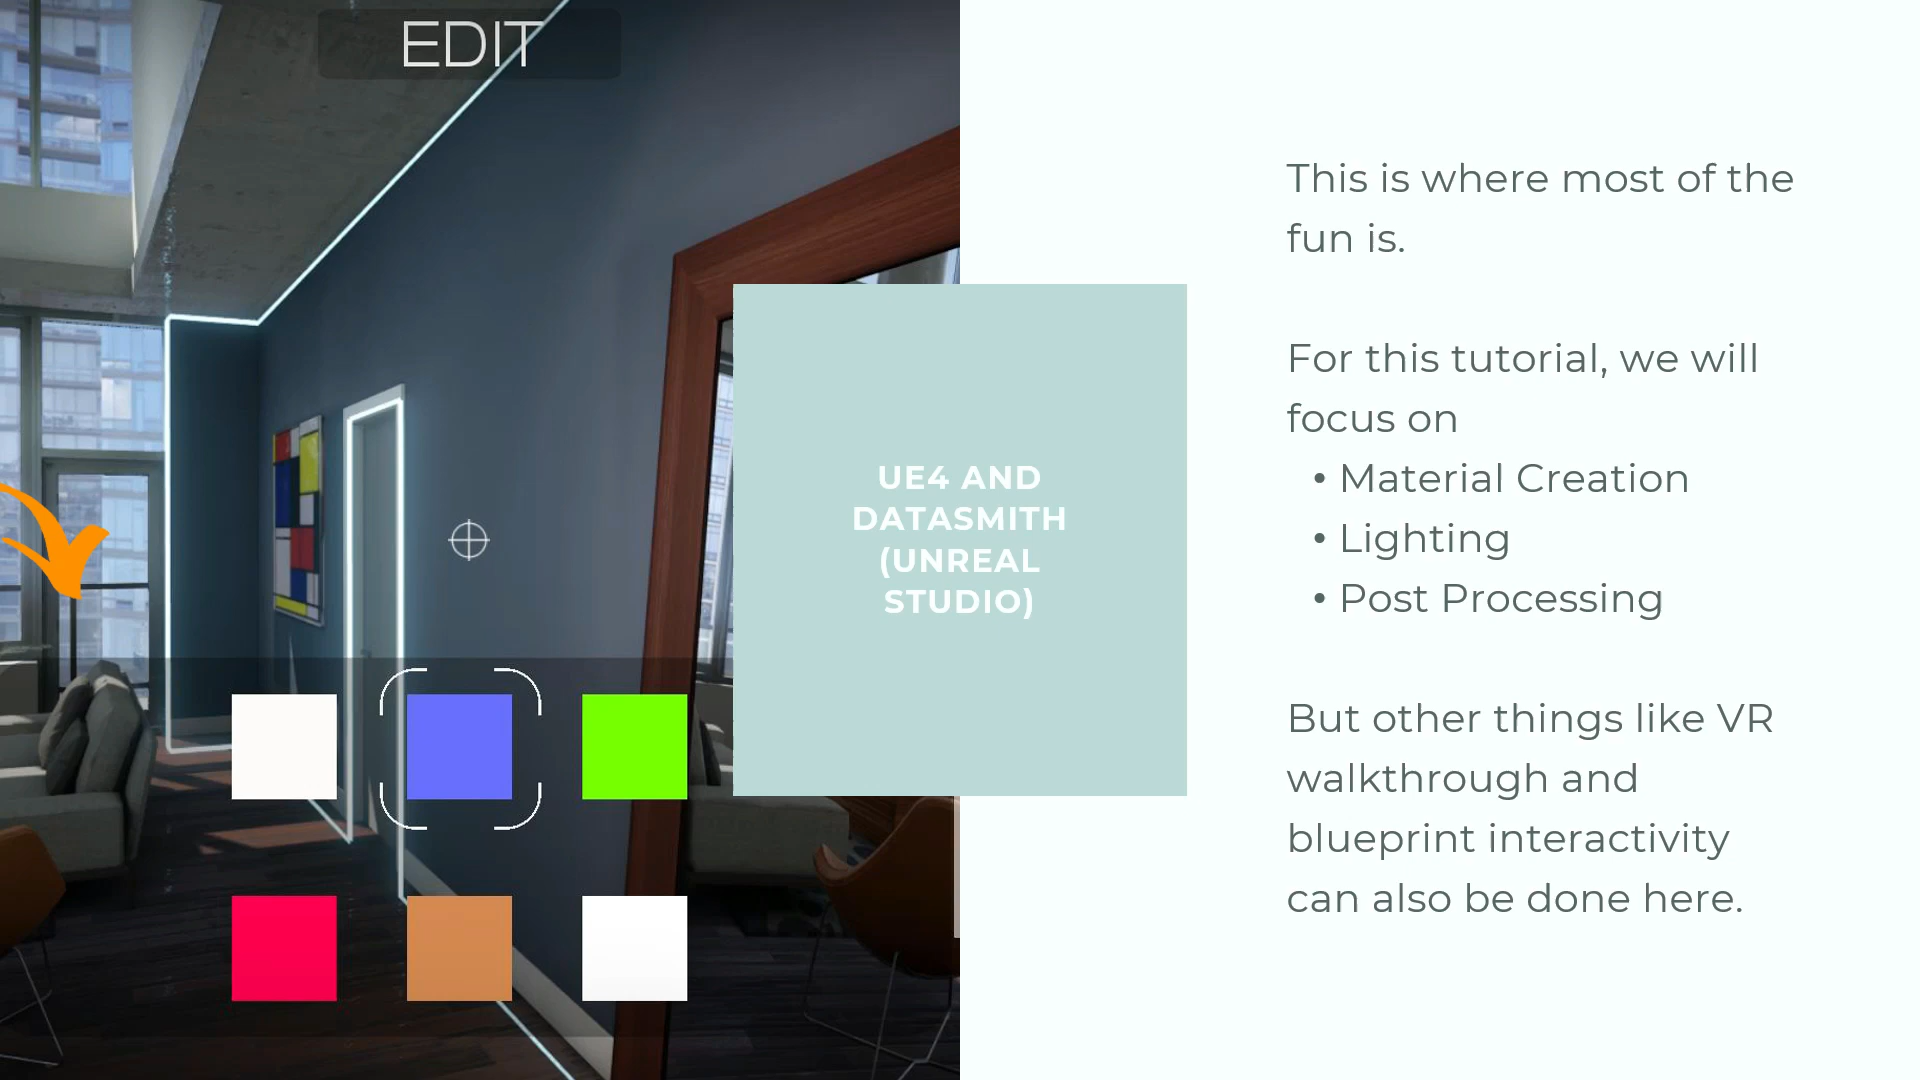 EDIT
UE4 AND
DATASMITH
(UNREAL
STUDIO)
This is where most of the
fun is.
For this tutorial, we will
focus on
• Material Creation
• Lighting
• Post Processing
But other things like VR
walkthrough and
blueprint interactivity
can also be done here.